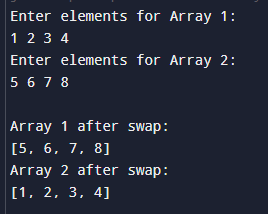 Enter elements for Array 1:
1 2 3 4
Enter elements for Array 2:
5 6 7 8
Array 1 after swap:
[5, 6, 7, 8]
Array 2 after swap:
[1, 2, 3, 4]